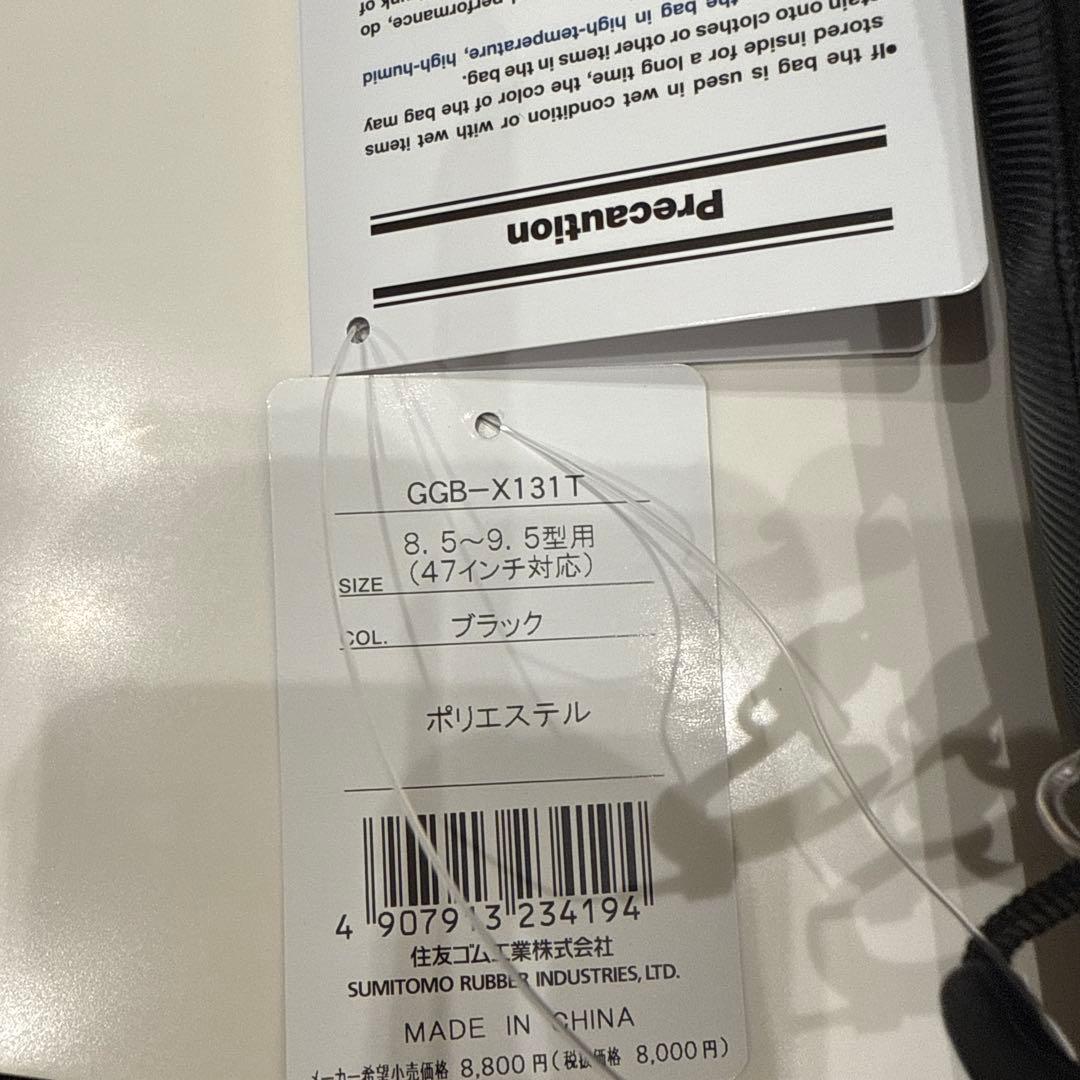 Precaution
●If the bag is used in wet condition or with wet items
stored inside for a long time, the color of the bag may
onto clothes or other items in the bag.
the bag in high-temperature, high-humid
do
of
GGB-X131T
8.5〜9.5型用
SIZE (47インチ対応)
COL. ブラック
ポリエステル
4 907913 234194
住友ゴム工業株式会社
SUMITOMO RUBBER INDUSTRIES, LTD.
MADE IN CHINA
メーカー希望小売価格 8,800円(税抜価格 8,000円)